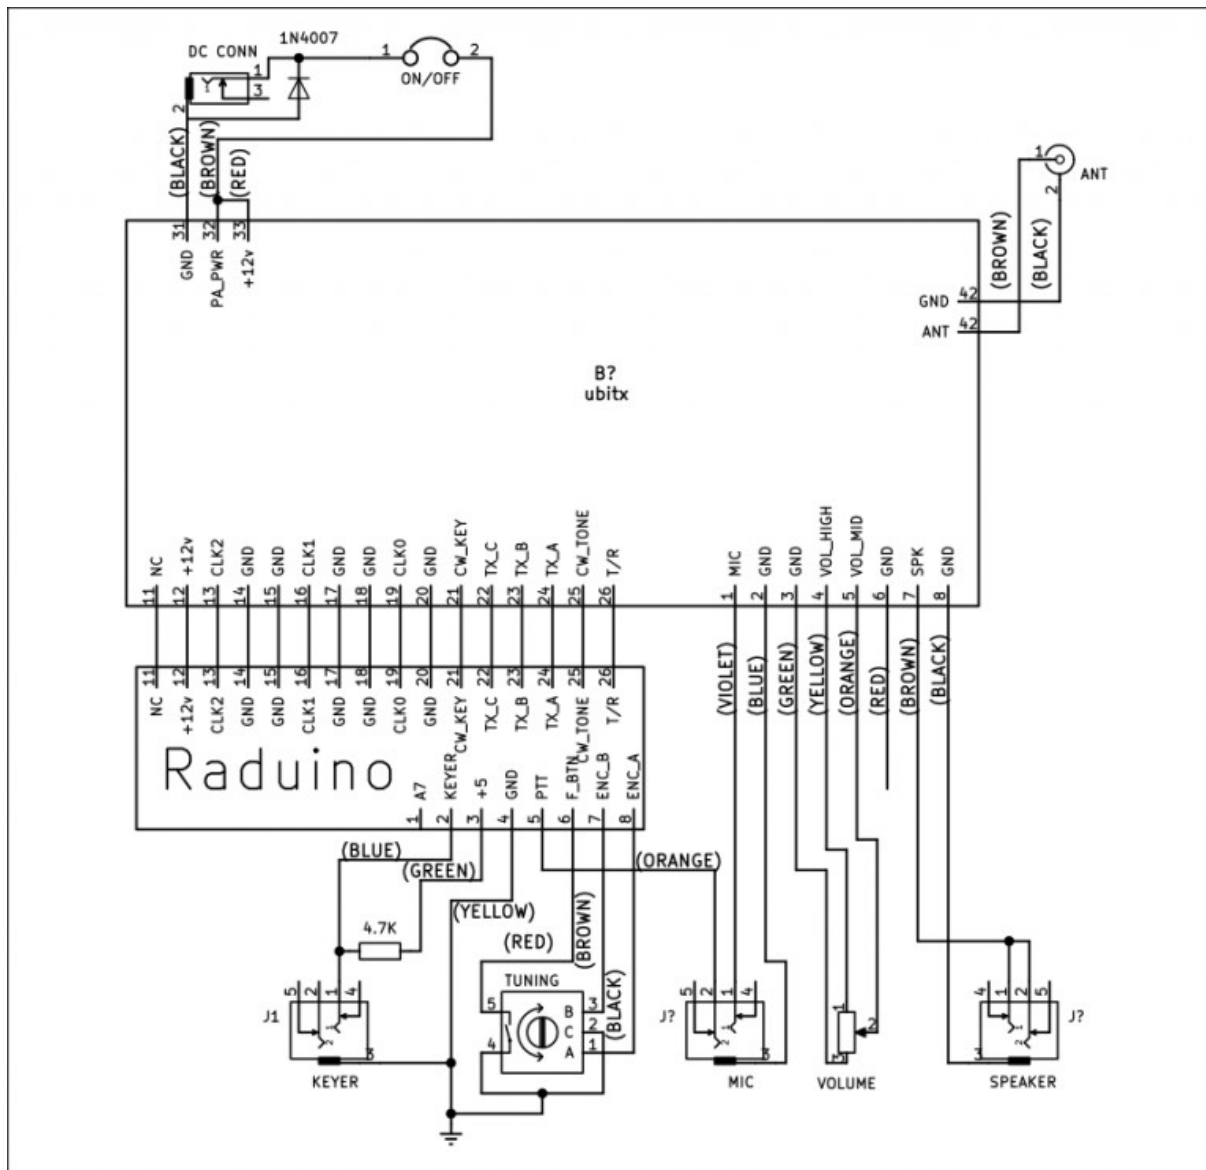 DC CONN
1N4007
1
3
2
1
2
ON/OFF
(BLACK)
(BROWN)
(RED)
31
32
33
GND
PA_PWR
+12v
1
2
ANT
(BROWN)
(BLACK)
GND
42
ANT
42
B?
ubitx
NC
+12v
CLK2
GND
GND
CLK1
GND
GND
CLK0
GND
CW_KEY
TX_C
TX_B
TX_A
CW_TONE
T/R
MIC
GND
GND
VOL_HIGH
VOL_MID
GND
SPK
GND
11
12
13
14
15
16
17
18
19
20
21
22
23
24
25
26
1
2
3
4
5
6
7
8
(VIOLET)
(BLUE)
(GREEN)
(YELLOW)
(ORANGE)
(RED)
(BROWN)
(BLACK)
11
12
13
14
15
16
17
18
19
20
21
22
23
24
25
26
NC
+12v
CLK2
GND
GND
CLK1
GND
GND
CLK0
GND
CW_KEY
TX_C
TX_B
TX_A
CW_TONE
T/R
Raduino
A7
KEYER
+5
GND
PTT
F_BTN
ENC_B
ENC_A
1
2
3
4
5
6
7
8
(BLUE)
(GREEN)
(ORANGE)
(YELLOW)
(BROWN)
4.7K
(RED)
(BLACK)
TUNING
5
4
B
C
A
3
2
1
J1
5
2
1
4
1
2
3
KEYER
J?
5
2
1
4
1
2
3
MIC
1
2
3
VOLUME
4
1
2
5
1
2
3
J?
SPEAKER